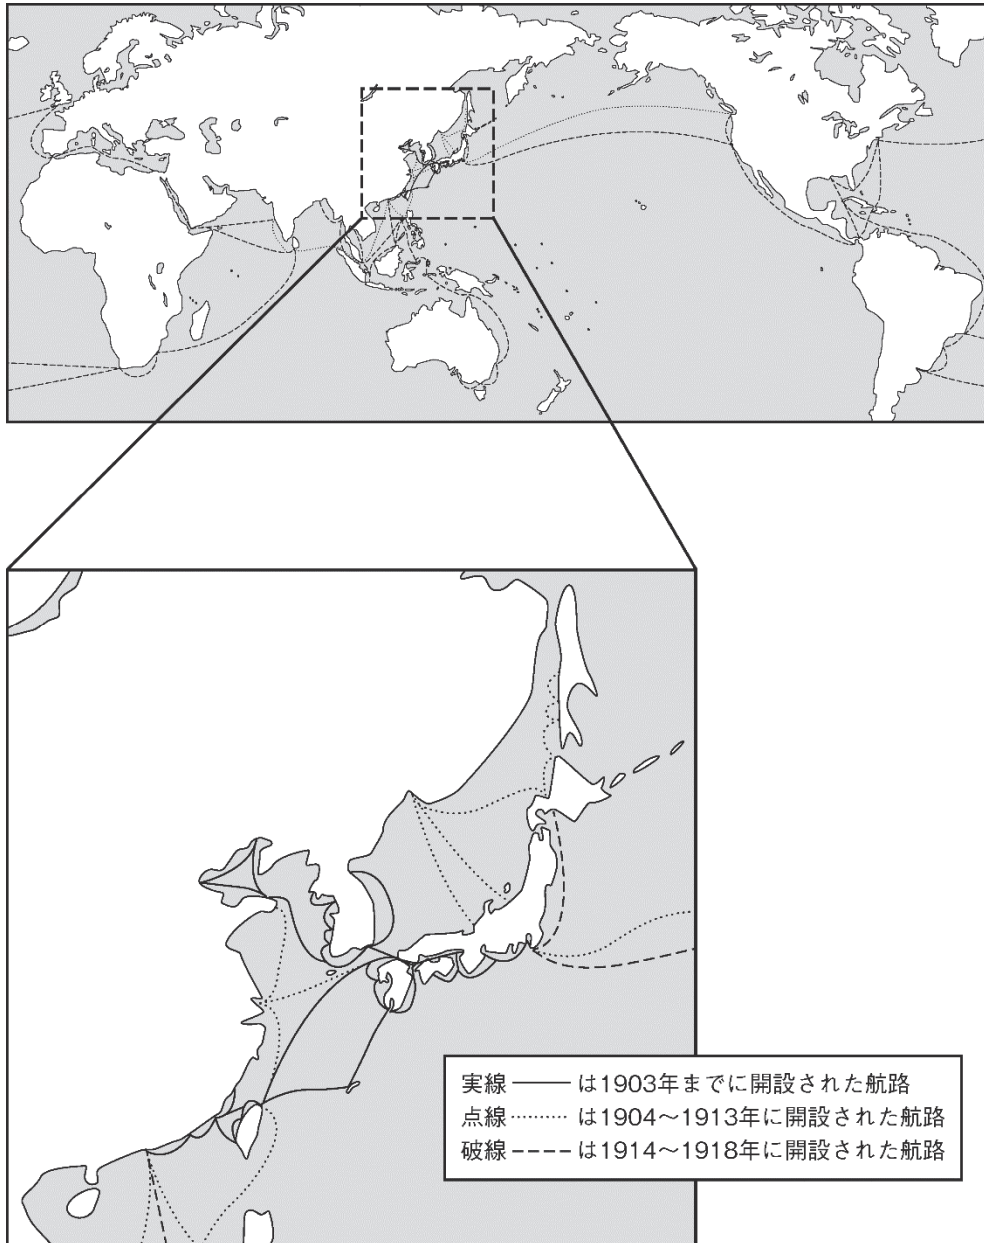 実線――― は1903年までに開設された航路
点線………… は1904~1913年に開設された航路
破線---- は1914~1918年に開設された航路